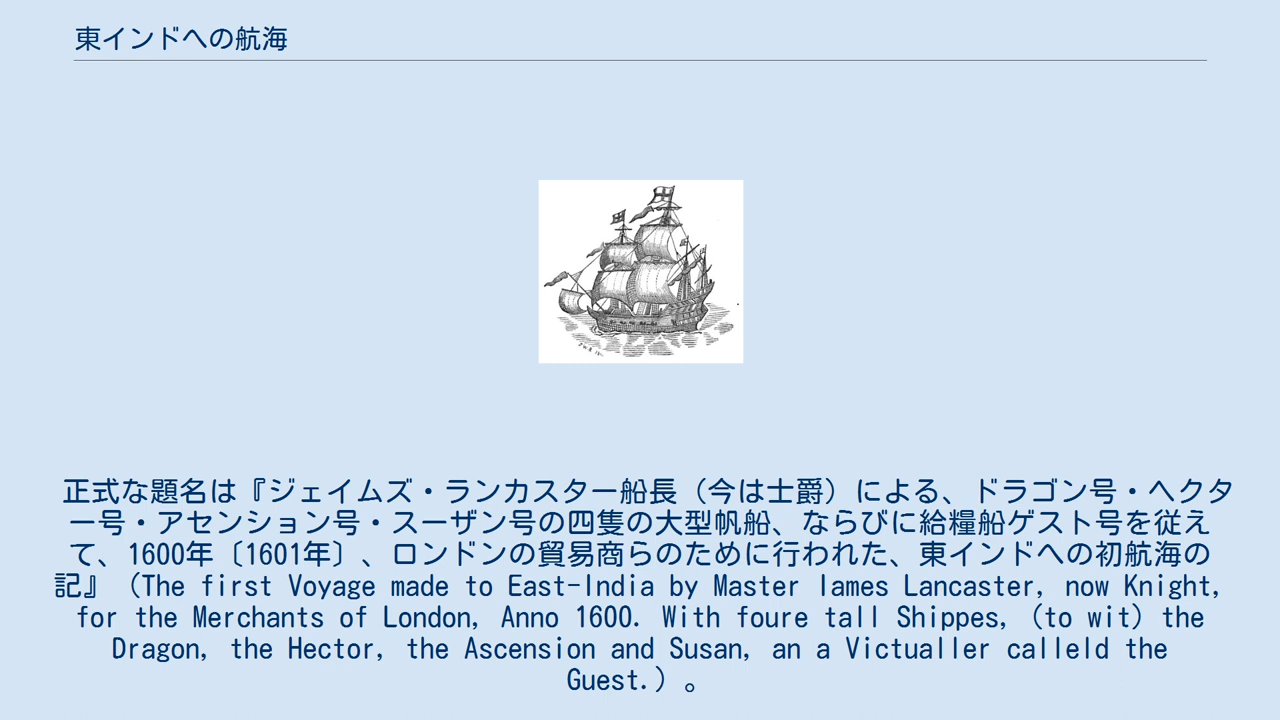 東インドへの航海
正式な題名は『ジェイムズ・ランカスター船長（今は士爵）による、ドラゴン号・ヘクタ
ー号・アセンション号・スーザン号の四隻の大型帆船、ならびに給糧船ゲスト号を従え
て、1600年〔1601年〕、ロンドンの貿易商らのために行われた、東インドへの初航海の
記』（The first Voyage made to East-India by Master Iames Lancaster, now Knight,
for the Merchants of London, Anno 1600. With foure tall Shippes, (to wit) the
Dragon, the Hector, the Ascension and Susan, an a Victualler calleld the
Guest.）。